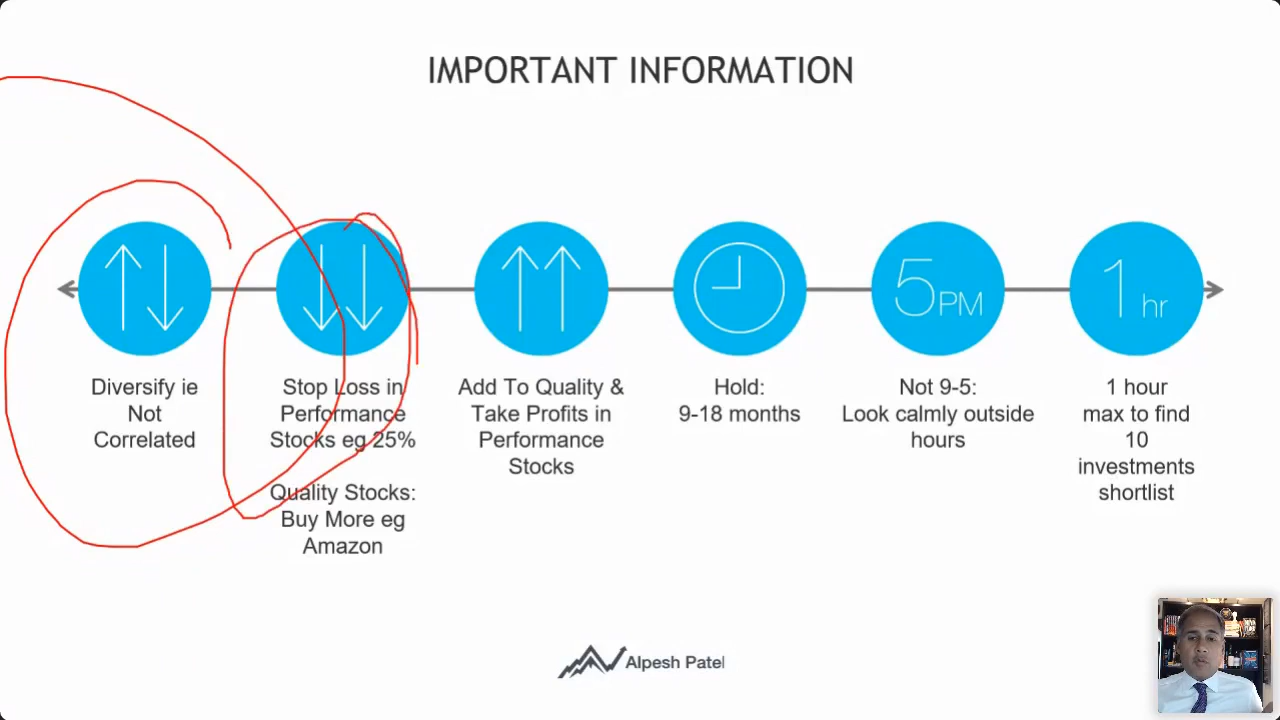 IMPORTANT INFORMATION
5PM
1 hr
Diversify ie
Not
Correlated
Stop Loss in
Performance
Stocks eg 25%
Quality Stocks:
Buy More eg
Amazon
Add To Quality &
Take Profits in
Performance
Stocks
Hold:
9-18 months
Not 9-5:
Look calmly outside
hours
1 hour
max to find
10
investments
shortlist
Alpesh Patel